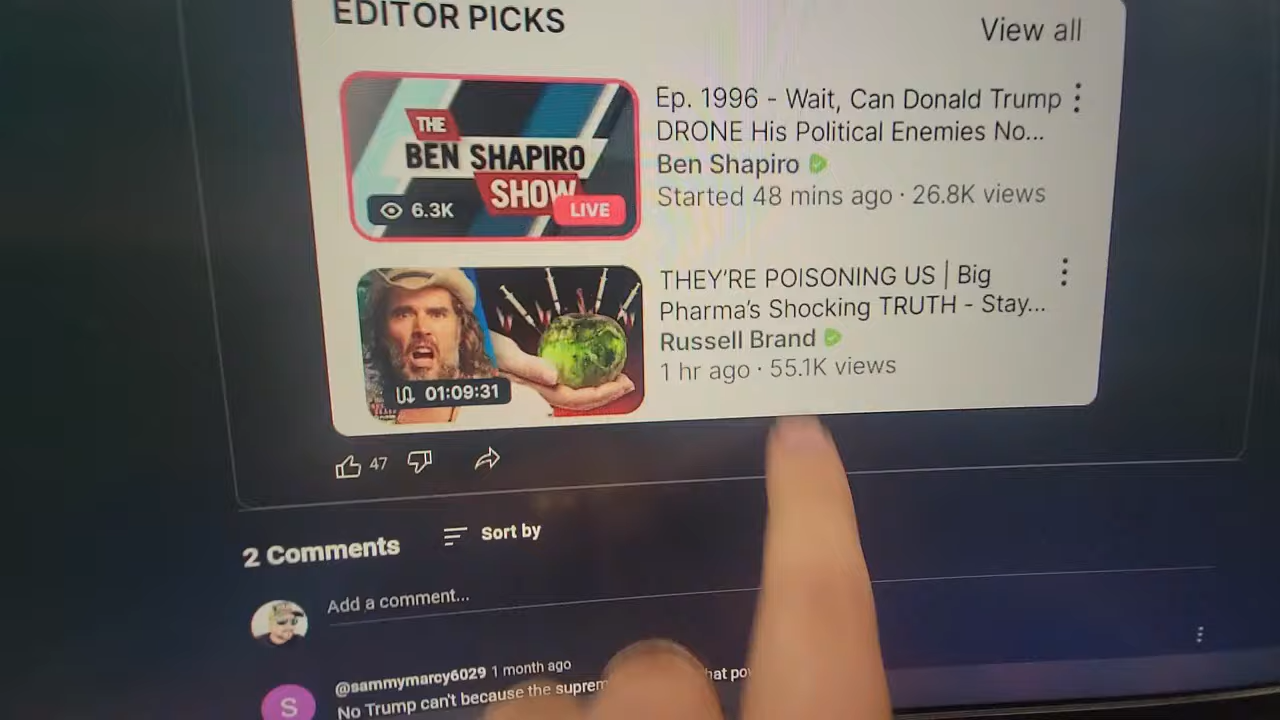 EDITOR PICKS
View all
THE
BEN SHAPIRO
SHOW
6.3K
LIVE
Ep. 1996 - Wait, Can Donald Trump
DRONE His Political Enemies No...
Ben Shapiro
Started 48 mins ago · 26.8K views
01:09:31
THEY'RE POISONING US | Big
Pharma's Shocking TRUTH - Stay...
Russell Brand
1 hr ago · 55.1K views
47
2 Comments
Sort by
Add a comment...
S
@sammymarcy6029 1 month ago
No Trump can't because the